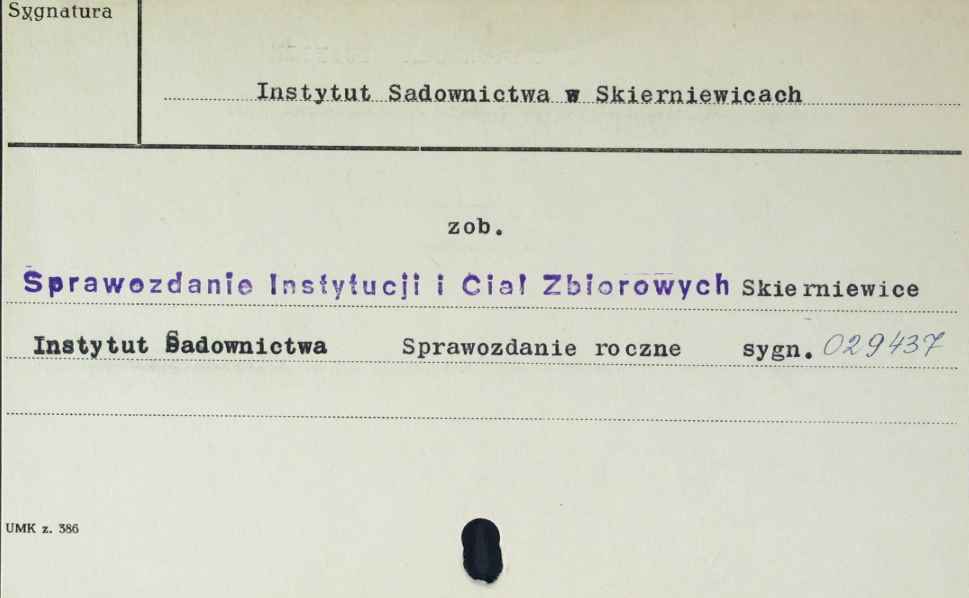 Sygnatura
Instytut Sadownictwa w Skierniewicach
zob.
Sprawozdanie Instytucji i Ciał Zbiorowych Skierniewice
Instytut Sadownictwa Sprawozdanie roczne sygn. 029437
UMK z. 386